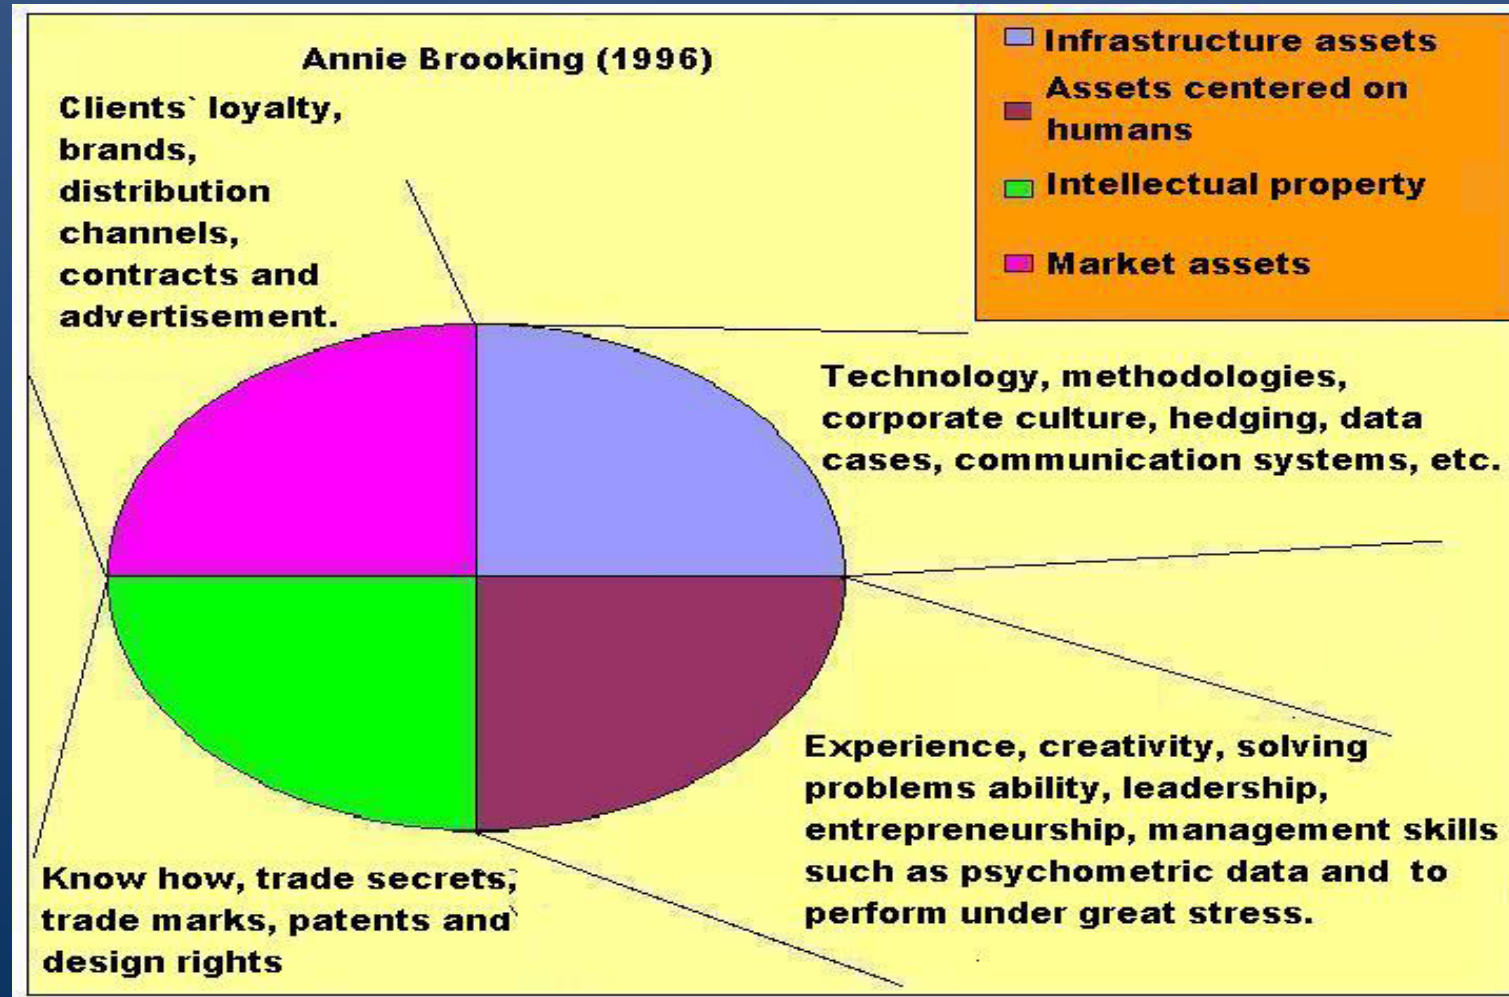 Annie Brooking (1996)
Clients` loyalty,
brands,
distribution
channels,
contracts and
advertisement.
Infrastructure assets
Assets centered on
humans
Intellectual property
Market assets
Technology, methodologies,
corporate culture, hedging, data
cases, communication systems, etc.
Experience, creativity, solving
problems ability, leadership,
entrepreneurship, management skills
such as psychometric data and to
perform under great stress.
Know how, trade secrets,
trade marks, patents and
design rights